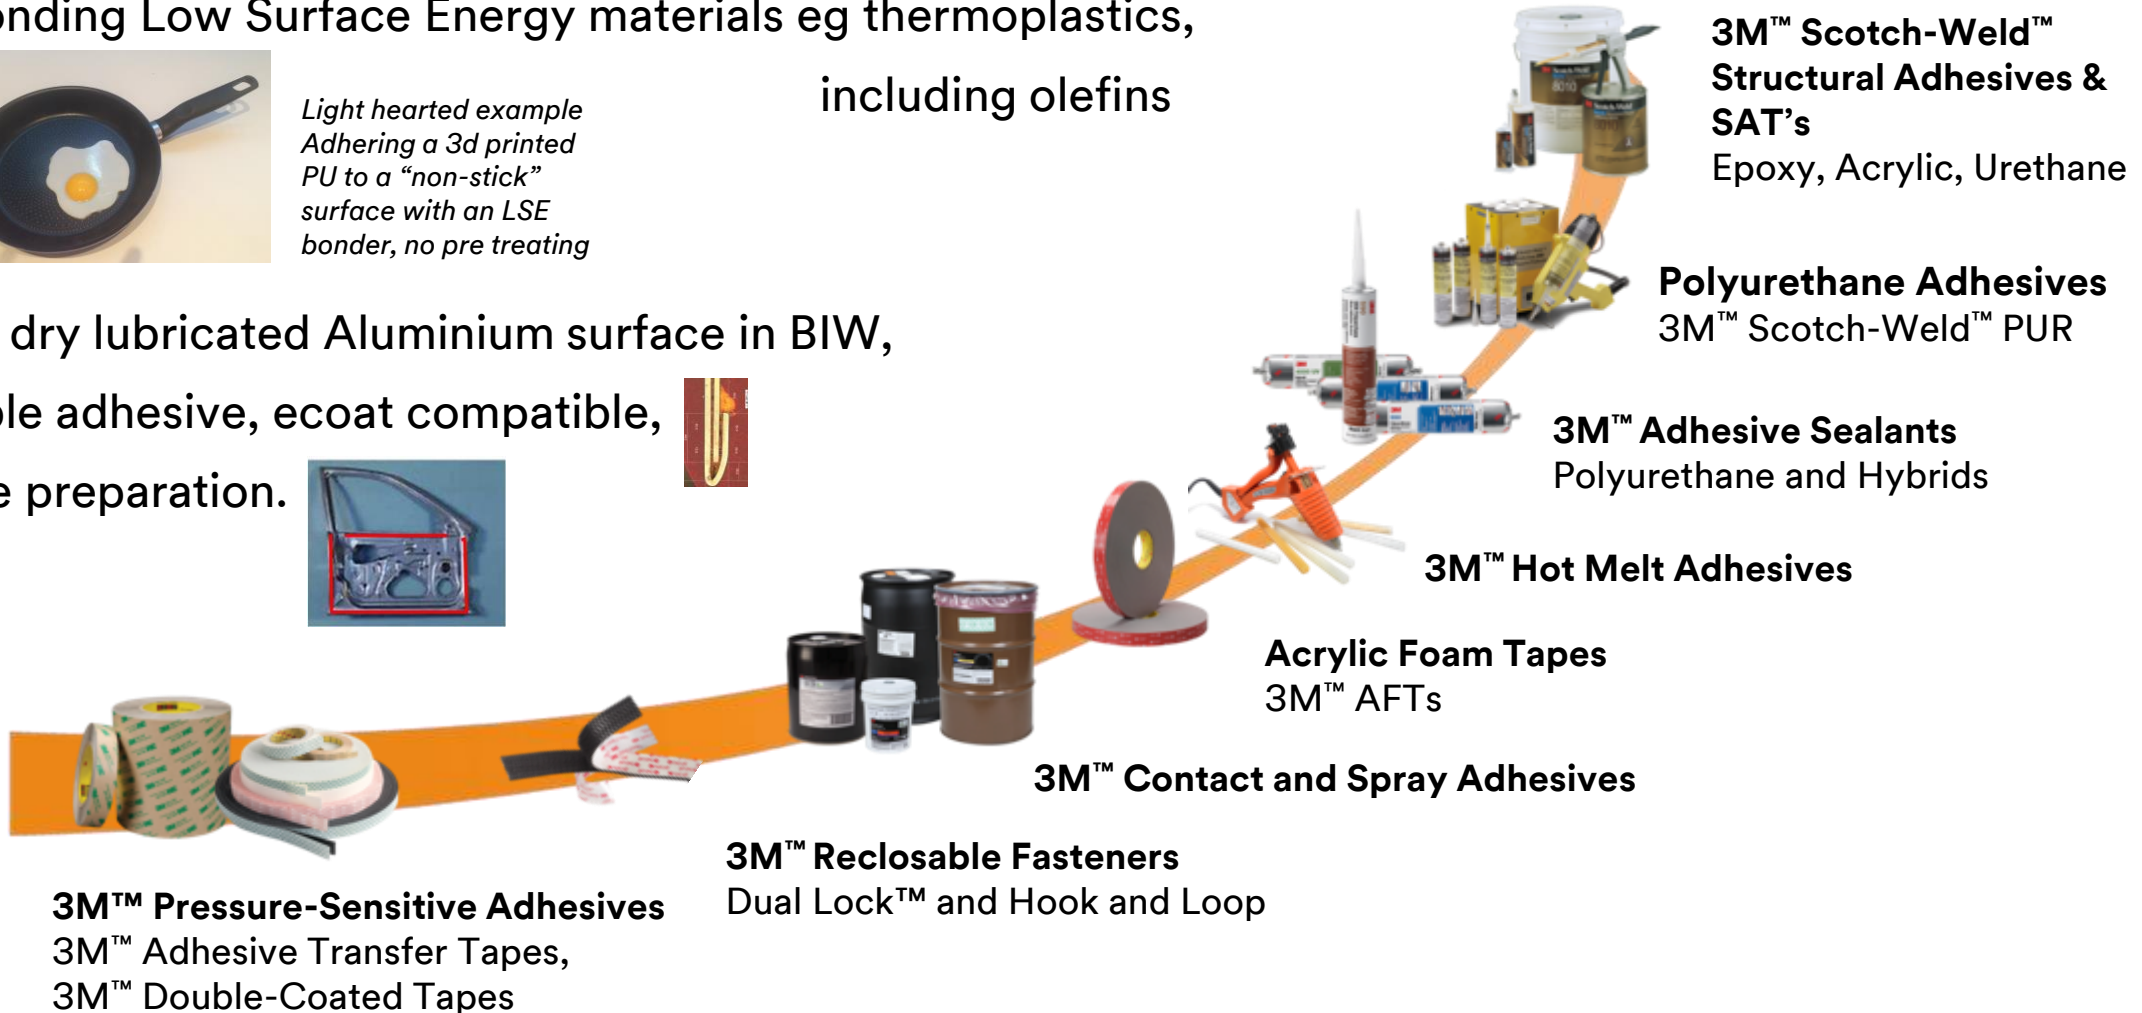 onding Low Surface Energy materials eg thermoplastics,
including olefins
Light hearted example
Adhering a 3d printed
PU to a “non-stick”
surface with an LSE
bonder, no pre treating
dry lubricated Aluminium surface in BIW,
ple adhesive, ecoat compatible,
e preparation.
3M™ Scotch-Weld™
Structural Adhesives &
SAT’s
Epoxy, Acrylic, Urethane
Polyurethane Adhesives
3M™ Scotch-Weld™ PUR
3M™ Adhesive Sealants
Polyurethane and Hybrids
3M™ Hot Melt Adhesives
Acrylic Foam Tapes
3M™ AFTs
3M™ Contact and Spray Adhesives
3M™ Reclosable Fasteners
Dual Lock™ and Hook and Loop
3M™ Pressure-Sensitive Adhesives
3M™ Adhesive Transfer Tapes,
3M™ Double-Coated Tapes